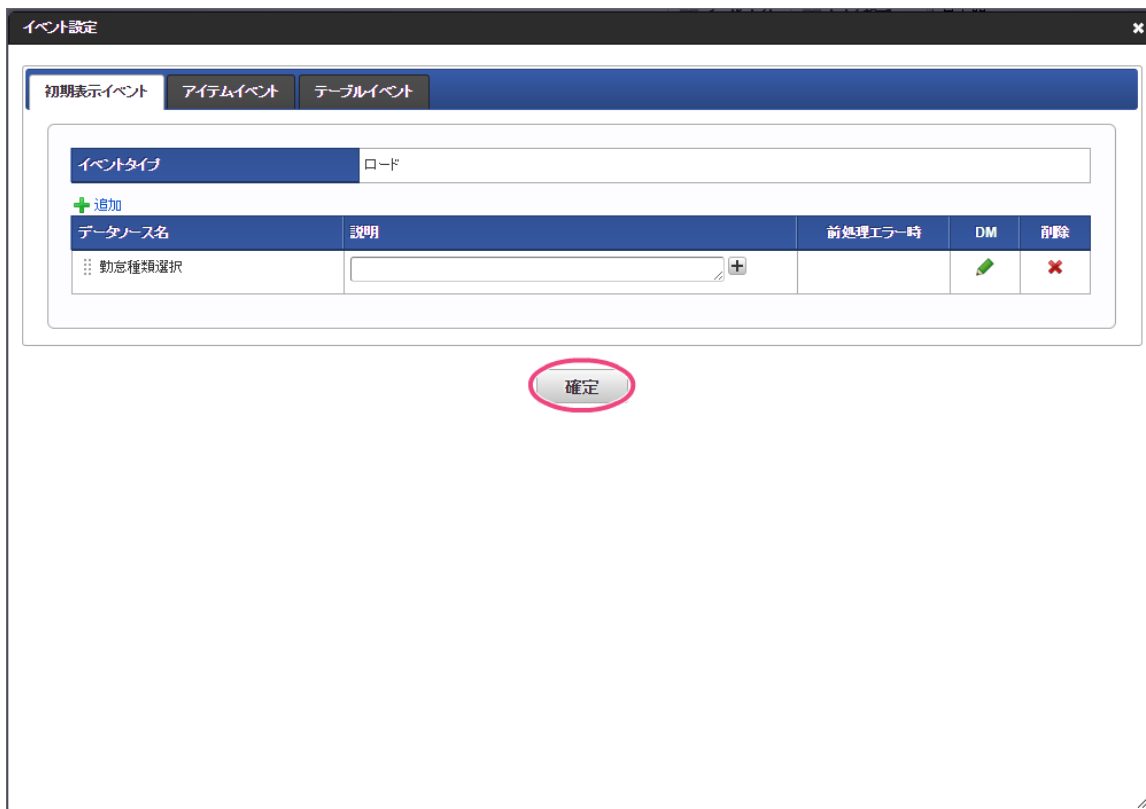 イベント設定
初期表示イベント アイテムイベント テーブルイベント
イベントタイプ ロード
追加
データソース名 説明 前処理エラー時 DM 削除
勤怠種類選択
確定